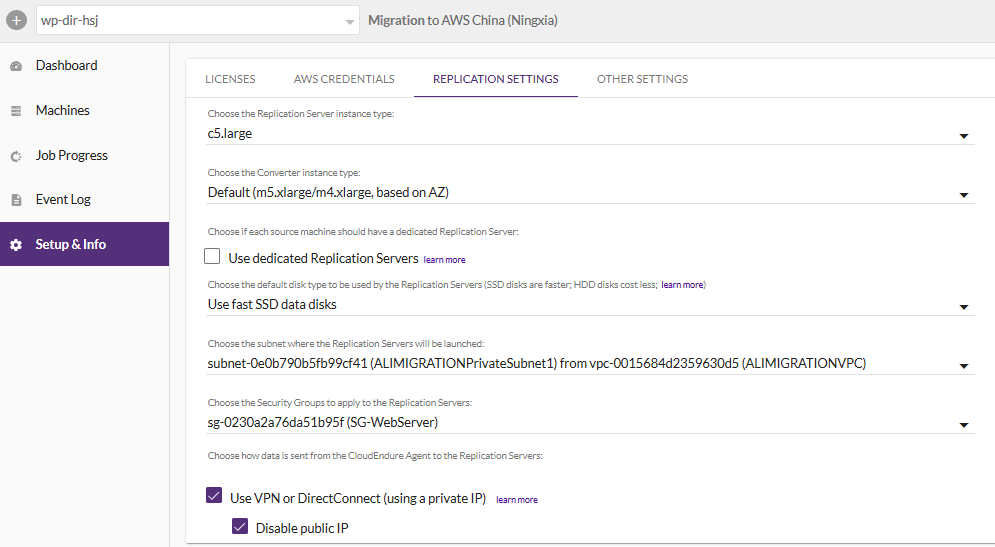 wp-dir-hsj
Migration to AWS China (Ningxia)
Dashboard
Machines
Job Progress
Event Log
Setup & Info
LICENSES AWS CREDENTIALS REPLICATION SETTINGS OTHER SETTINGS
Choose the Replication Server instance type:
c5.large
Choose the Converter instance type:
Default (m5.xlarge/m4.xlarge, based on AZ)
Choose if each source machine should have a dedicated Replication Server:
Use dedicated Replication Servers learn more
Choose the default disk type to be used by the Replication Servers (SSD disks are faster; HDD disks cost less; learn more)
Use fast SSD data disks
Choose the subnet where the Replication Servers will be launched:
subnet-0e0b790b5fb99cf41 (ALIMIGRATIONPrivateSubnet1) from vpc-0015684d2359630d5 (ALIMIGRATIONVPC)
Choose the Security Groups to apply to the Replication Servers:
sg-0230a2a76da51b95f (SG-WebServer)
Choose how data is sent from the CloudEndure Agent to the Replication Servers:
Use VPN or DirectConnect (using a private IP) learn more
Disable public IP